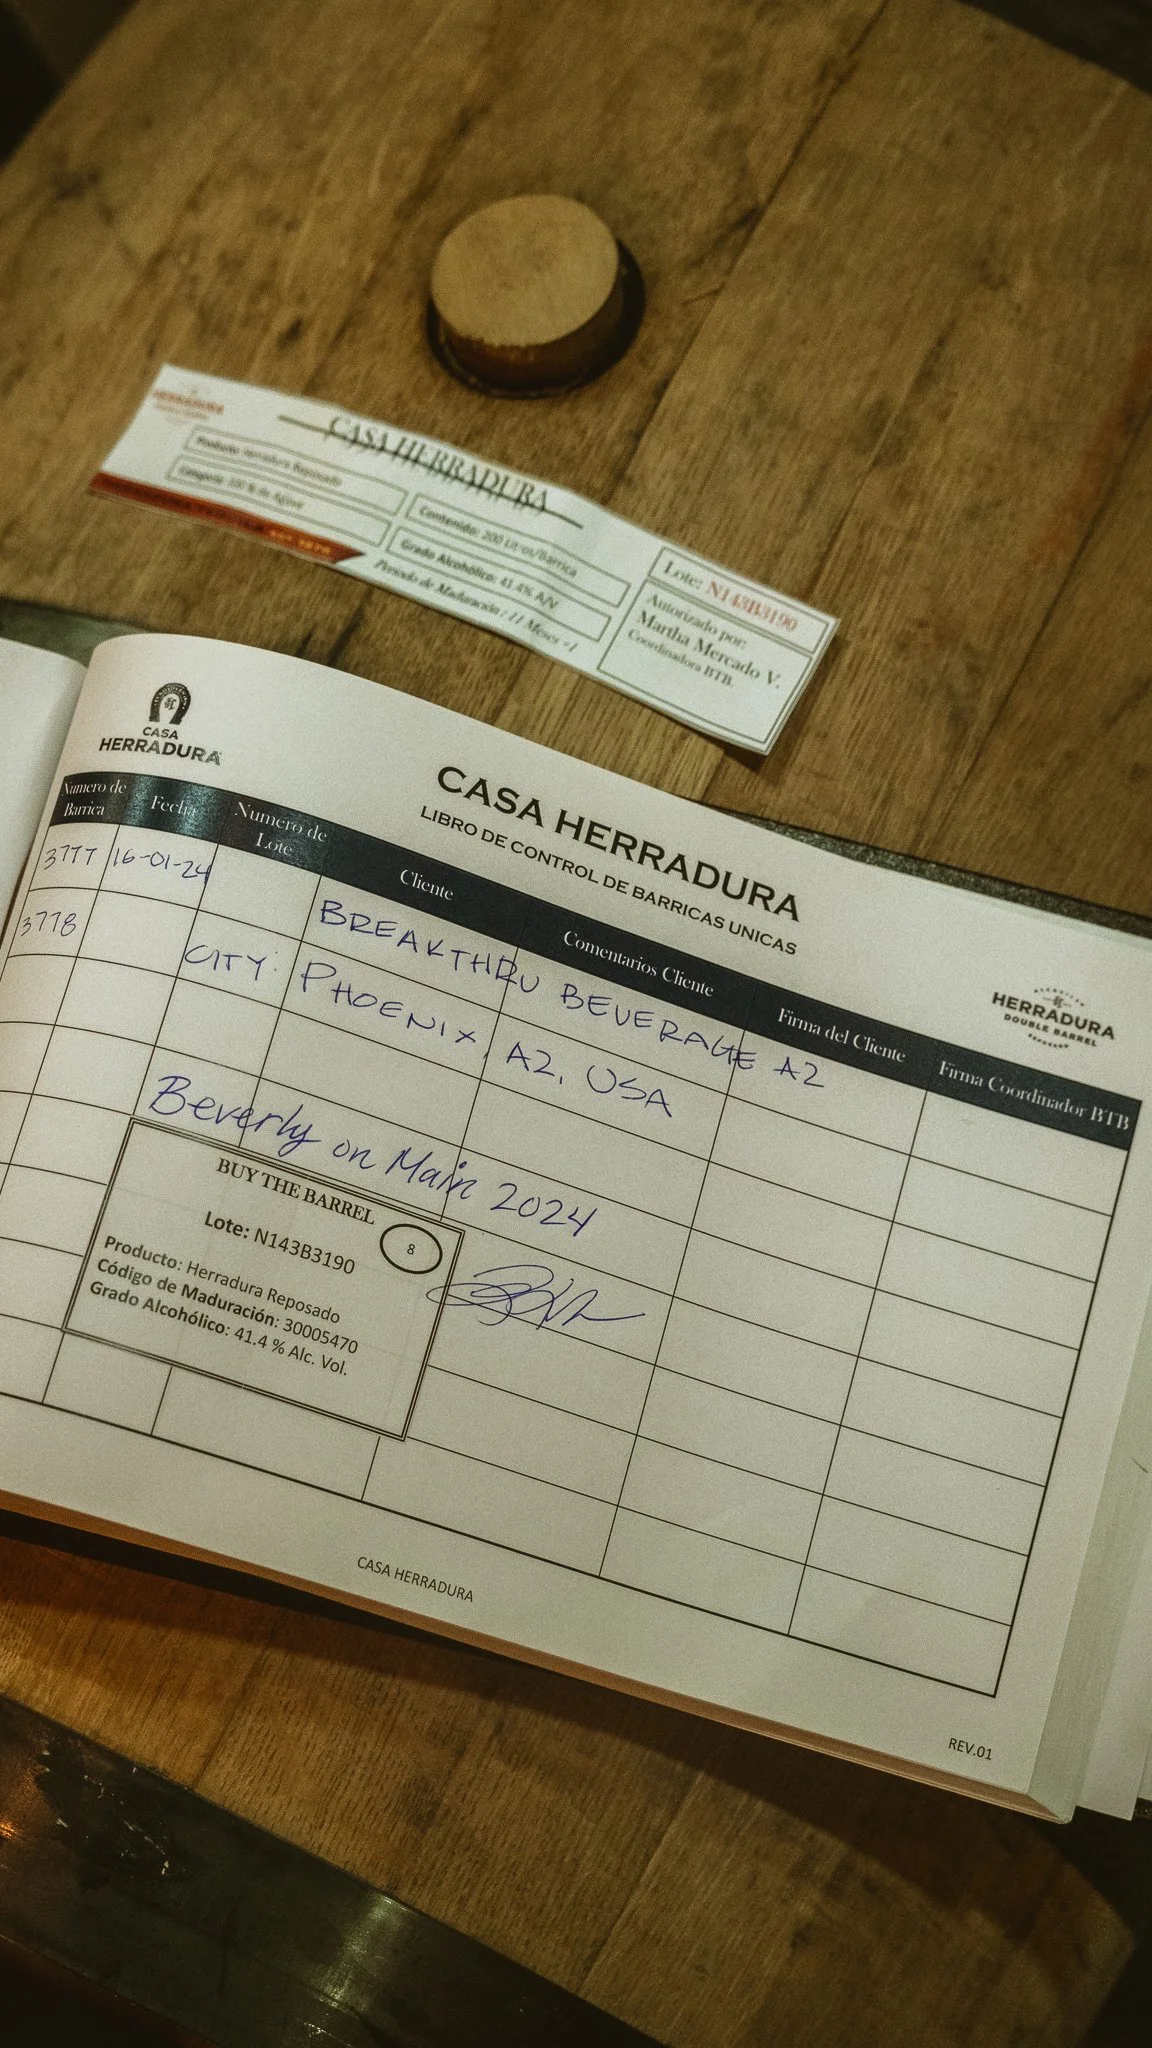 HERRADURA
CASA HERRADURA
Producto Herradura Reposado
Categoria 100 % de Agave
Contenido: 200 Litros/Barrica
Grado Alcohólico: 41.4% A/V
Periodo de Maduración: 11 Meses
Lote: N143B3190
Autorizado por:
Martha Mercado V.
Coordinadora BTB.
CASA
HERRADURA
CASA HERRADURA
LIBRO DE CONTROL DE BARRICAS UNICAS
HERRADURA
DOUBLE BARREL
Numero de Barrica Fecha Numero de Lote Cliente Comentarios Cliente Firma del Cliente Firma Coordinador BTB
3777 16-01-24 BREAKTHRU BEVERAGE AZ
3778 CITY: PHOENIX, AZ, USA
Beverly on Main 2024
BUY THE BARREL
8
Lote: N143B3190
Producto: Herradura Reposado
Código de Maduración: 30005470
Grado Alcohólico: 41.4 % Alc. Vol.
CASA HERRADURA
REV.01